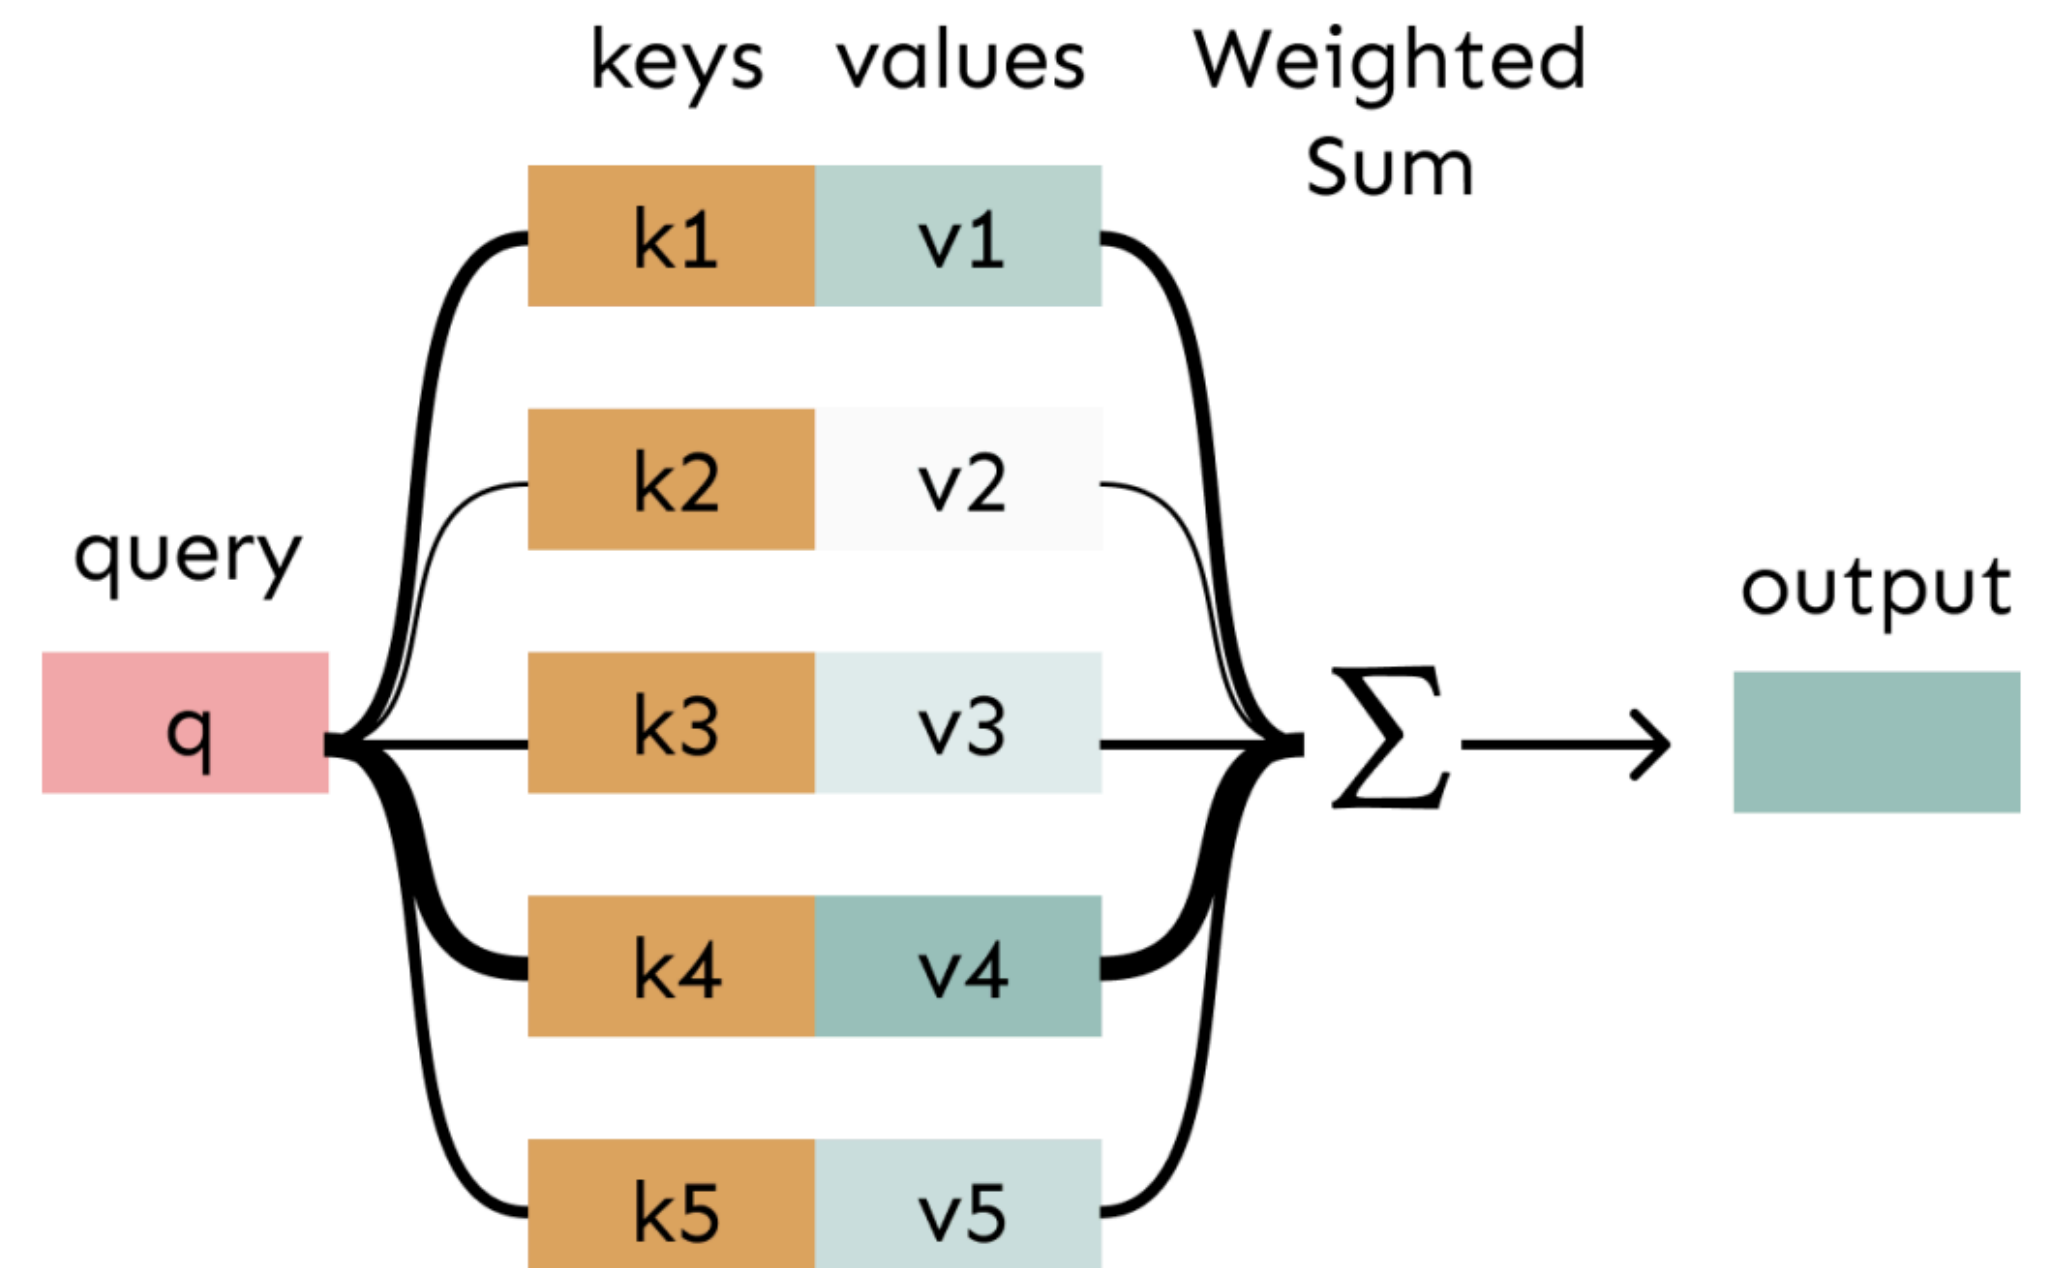 keys values Weighted
Sum
k1 v1
k2 v2
query
output
q
k3 v3
∑
k4 v4
k5 v5